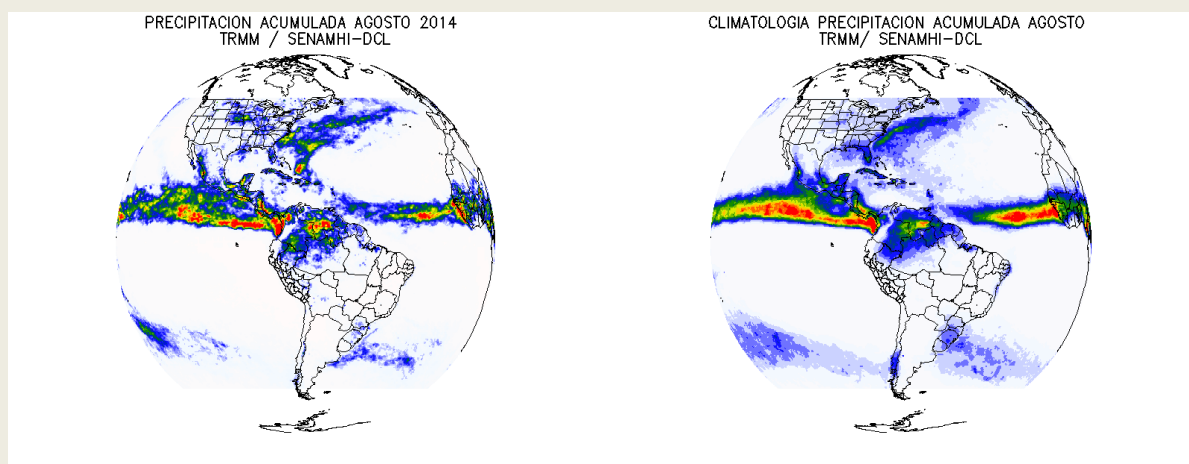 PRECIPITACION ACUMULADA AGOSTO 2014
TRMM / SENAMHI-DCL
CLIMATOLOGIA PRECIPITACION ACUMULADA AGOSTO
TRMM/ SENAMHI-DCL